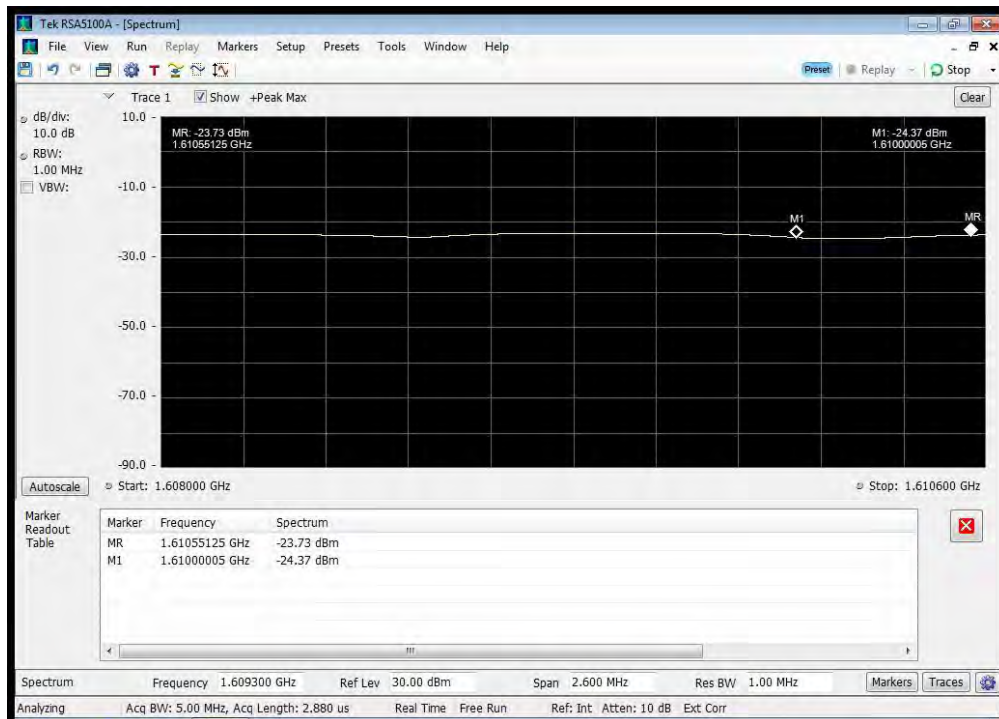 Tek RSA5100A - [Spectrum]
File View Run Replay Markers Setup Presets Tools Window Help
Preset Replay Stop
Trace 1 Show +Peak Max Clear
dB/div:
10.0 dB
RBW:
1.00 MHz
VBW:
10.0
-10.0
-30.0
-50.0
-70.0
-90.0
MR: -23.73 dBm
1.61055125 GHz
M1: -24.37 dBm
1.61000005 GHz
M1
MR
Autoscale Start: 1.608000 GHz Stop: 1.610600 GHz
Marker
Readout
Table
Marker Frequency Spectrum
MR 1.61055125 GHz -23.73 dBm
M1 1.61000005 GHz -24.37 dBm
Spectrum Frequency 1.609300 GHz Ref Lev 30.00 dBm Span 2.600 MHz Res BW 1.00 MHz Markers Traces
Analyzing Acq BW: 5.00 MHz, Acq Length: 2.880 us Real Time Free Run Ref: Int Atten: 10 dB Ext Corr